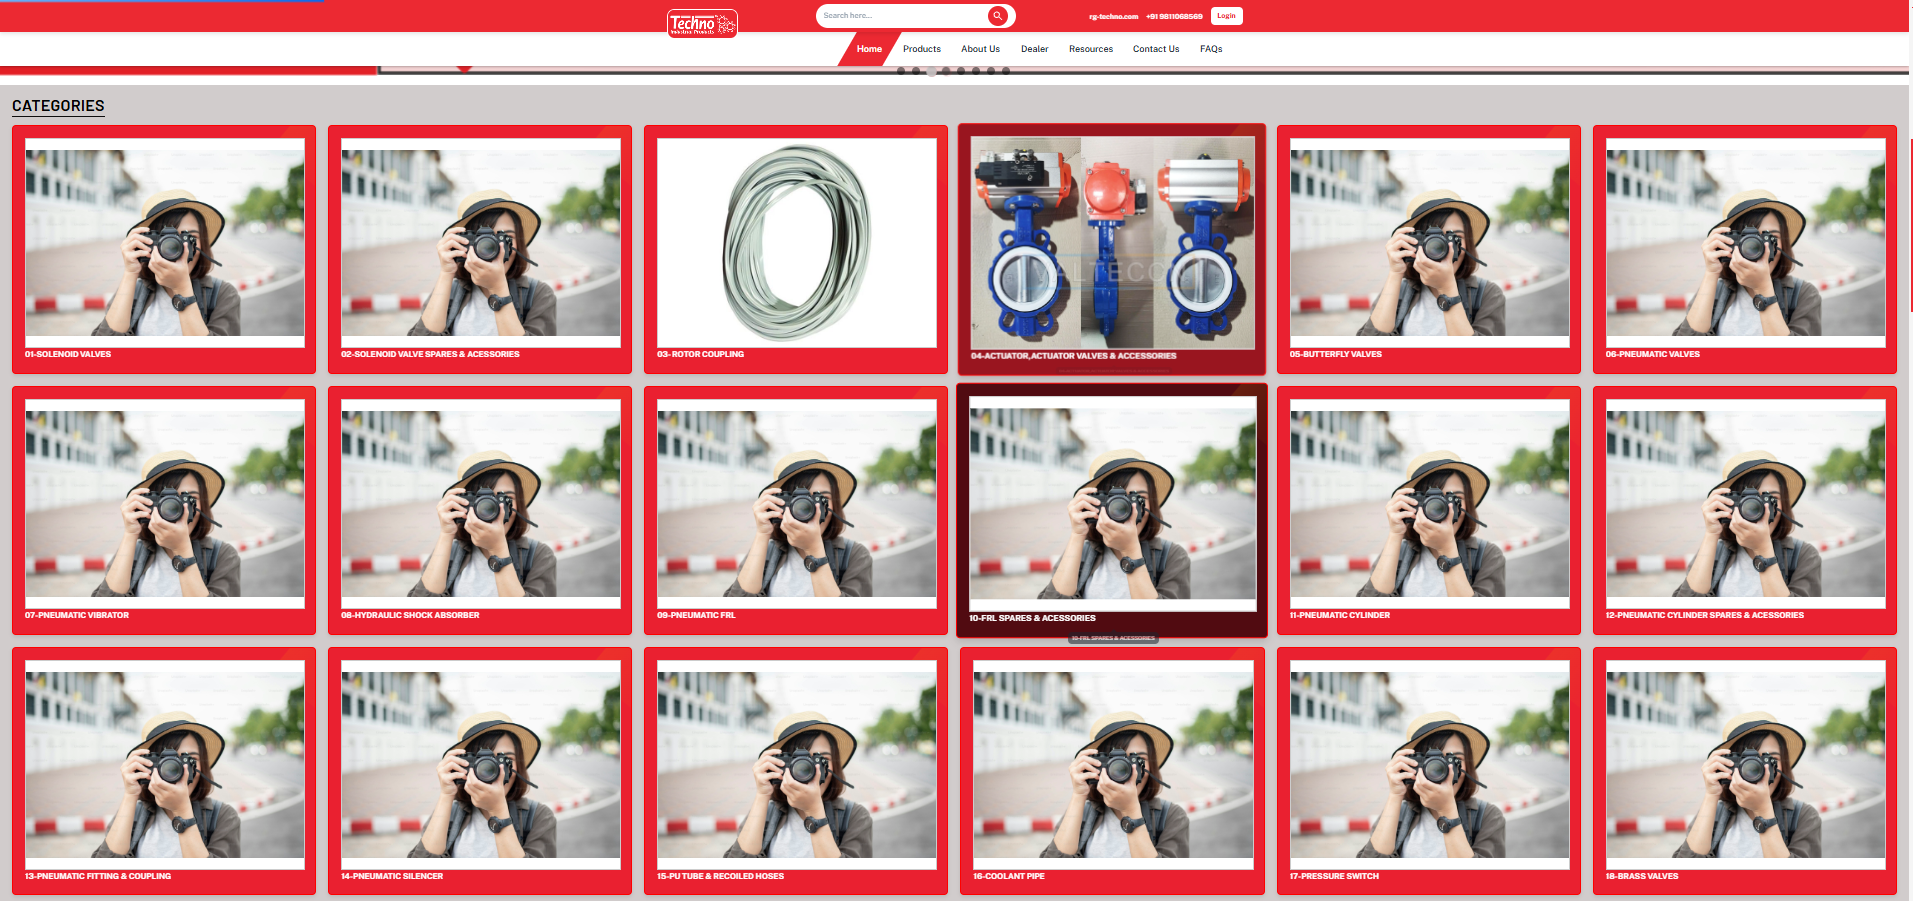 Techno
Industrial Products
Search here...
rg-techno.com +91 9811068569 Login
Home Products About Us Dealer Resources Contact Us FAQs
CATEGORIES
01-SOLENOID VALVES
02-SOLENOID VALVE SPARES & ACESSORIES
03- ROTOR COUPLING
VALTECON
04-ACTUATOR,ACTUATOR VALVES & ACCESSORIES
05-BUTTERFLY VALVES
06-PNEUMATIC VALVES
07-PNEUMATIC VIBRATOR
08-HYDRAULIC SHOCK ABSORBER
09-PNEUMATIC FRL
10-FRL SPARES & ACESSORIES
10-FRL SPARES & ACESSORIES
11-PNEUMATIC CYLINDER
12-PNEUMATIC CYLINDER SPARES & ACESSORIES
13-PNEUMATIC FITTING & COUPLING
14-PNEUMATIC SILENCER
15-PU TUBE & RECOILED HOSES
16-COOLANT PIPE
17-PRESSURE SWITCH
18-BRASS VALVES